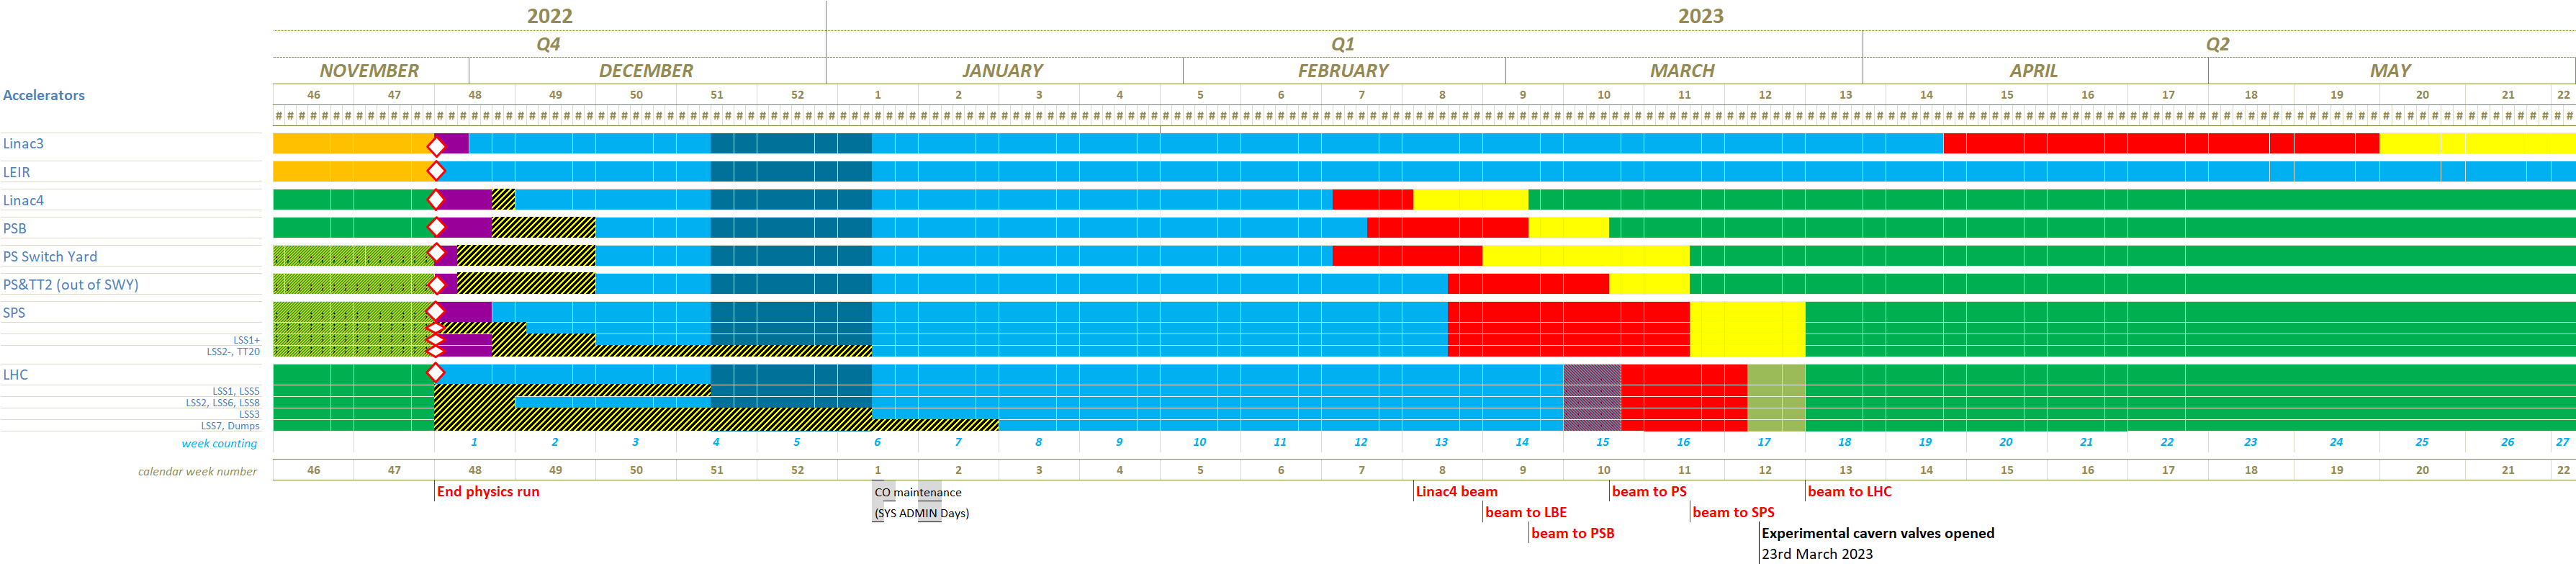 2022 2023
Q4 Q1 Q2
NOVEMBER DECEMBER JANUARY FEBRUARY MARCH APRIL MAY
Accelerators 46 47 48 49 50 51 52 1 2 3 4 5 6 7 8 9 10 11 12 13 14 15 16 17 18 19 20 21 22
# # # # # # # # # # # # # # # # # # # # # # # # # # # # # # # # # # # # # # # # # # # # # # # # # # # # # # # # # # # # # # # # # # # # # # # # # # # # # # # # # # # # # # # # # # # # # # # # # # # # # # # # # # # # # # # # # # # # # # # # # # # # # # # # # # # # # # # # # # # # # # # # # # # # # # # # # # # # # # # # # # # # # # # # # # # # # # # # # # # # # # # # # # # # # # # # # # # # # # # #
Linac3
LEIR
Linac4
PSB
PS Switch Yard
PS&TT2 (out of SWY)
SPS
LSS1+
LSS2-, TT20
LHC
LSS1, LSS5
LSS2, LSS6, LSS8
LSS3
LSS7, Dumps
week counting 1 2 3 4 5 6 7 8 9 10 11 12 13 14 15 16 17 18 19 20 21 22 23 24 25 26 27
calendar week number 46 47 48 49 50 51 52 1 2 3 4 5 6 7 8 9 10 11 12 13 14 15 16 17 18 19 20 21 22
End physics run CO maintenance Linac4 beam beam to PS beam to LHC
(SYS ADMIN Days) beam to LBE beam to SPS
beam to PSB Experimental cavern valves opened
23rd March 2023